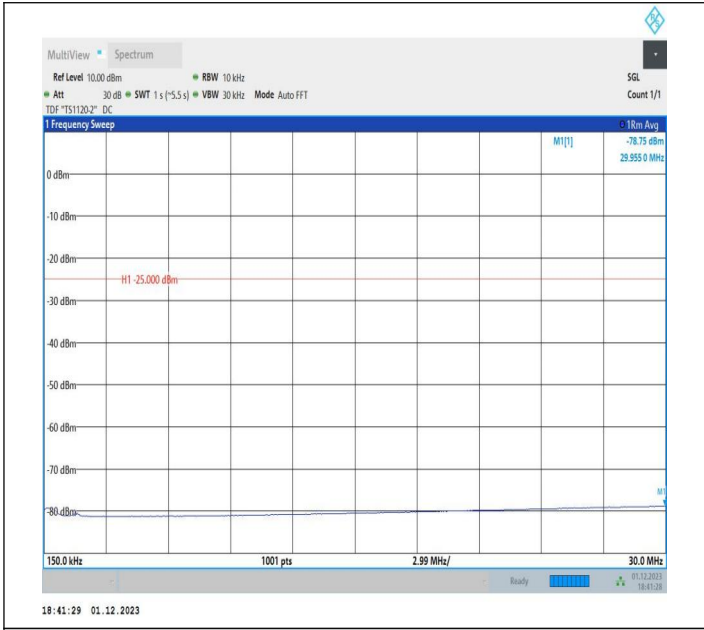 R S
MultiView Spectrum
Ref Level 10.00 dBm RBW 10 kHz SGL
Att 30 dB SWT 1 s (~5.5 s) VBW 30 kHz Mode Auto FFT Count 1/1
TDF "TS1120-2" DC
1 Frequency Sweep 1Rm Avg
M1[1] -78.75 dBm
29.955 0 MHz
0 dBm
-10 dBm
-20 dBm
H1 -25.000 dBm
-30 dBm
-40 dBm
-50 dBm
-60 dBm
-70 dBm
M1
-80 dBm
150.0 kHz 1001 pts 2.99 MHz/ 30.0 MHz
Ready 01.12.2023
18:41:28
18:41:29 01.12.2023